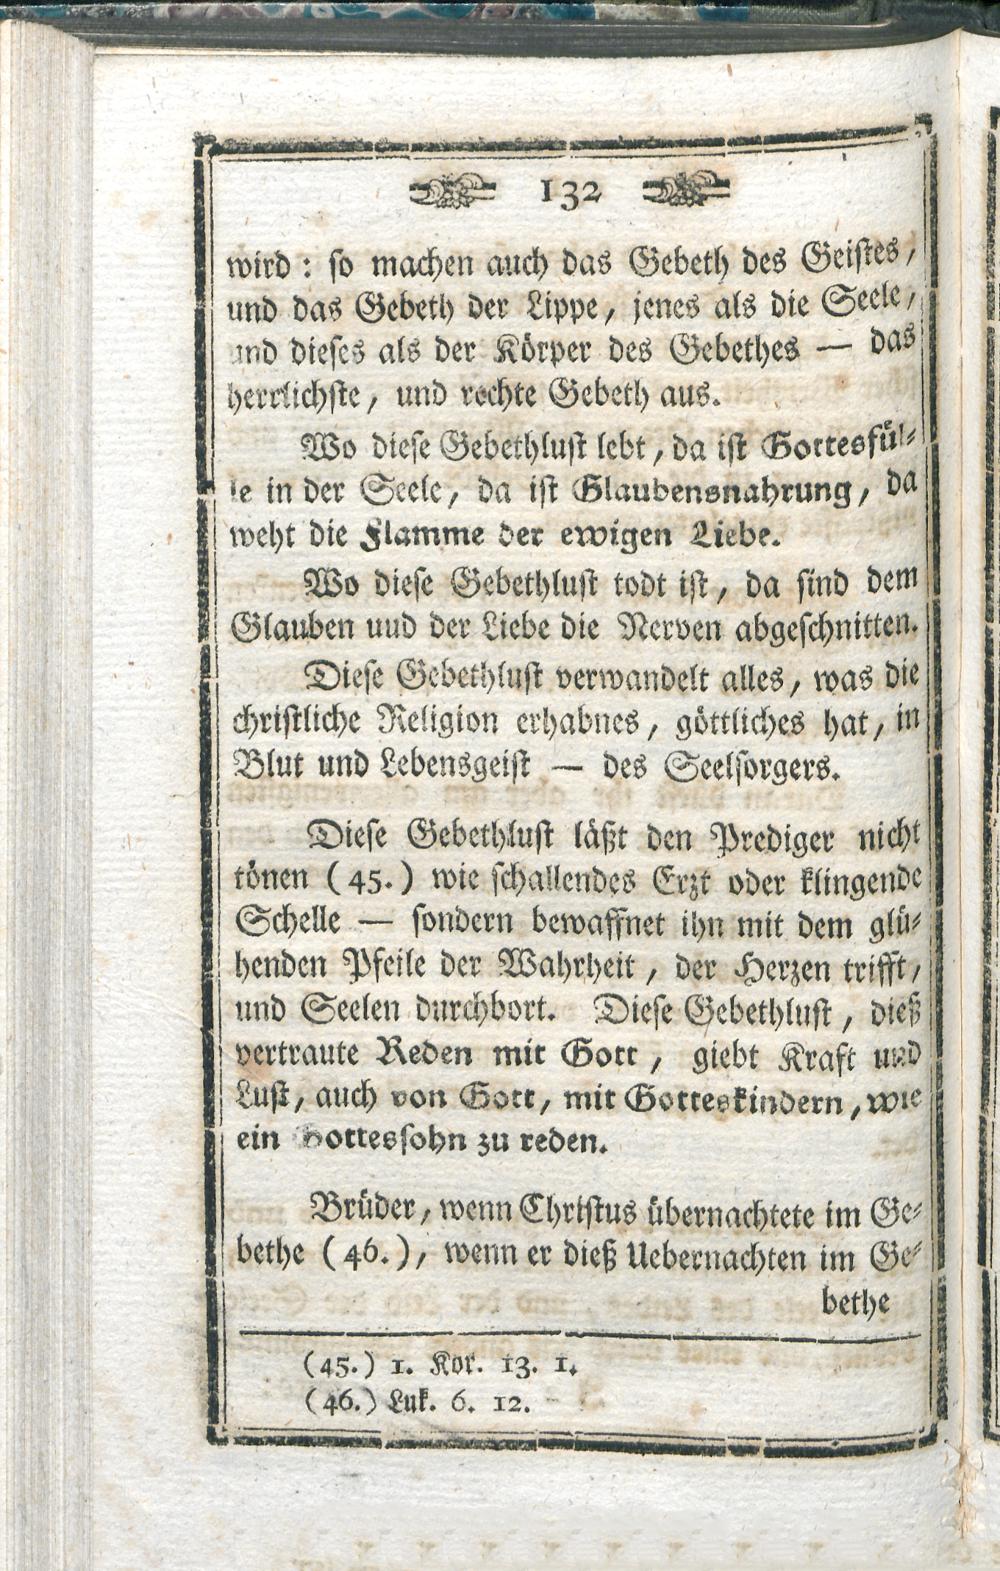 132
wird : so machen auch das Gebeth des Geistes,
und das Gebeth der Lippe, jenes als die Seele,
und dieses als der Körper des Gebethes — das
herrlichste, und rechte Gebeth aus.
Wo diese Gebethlust lebt, da ist Gottesfül-
le in der Seele, da ist Glaubensnahrung, da
weht die Flamme der ewigen Liebe.
Wo diese Gebethlust todt ist, da sind dem
Glauben uud der Liebe die Nerven abgeschnitten.
Diese Gebethlust verwandelt alles, was die
christliche Religion erhabnes, göttliches hat, in
Blut und Lebensgeist — des Seelsorgers.
Diese Gebethlust läßt den Prediger nicht
tönen (45.) wie schallendes Erzt oder klingende
Schelle — sondern bewaffnet ihn mit dem glü-
henden Pfeile der Wahrheit, der Herzen trifft,
und Seelen durchbort. Diese Gebethlust, dieß
vertraute Reden mit Gott, giebt Kraft und
Lust, auch von Gott, mit Gotteskindern, wie
ein Gottessohn zu reden.
Brüder, wenn Christus übernachtete im Ge-
bethe (46.), wenn er dieß Uebernachten im Ge-
bethe
(45.) 1. Kor. 13. 1.
(46.) Luk. 6. 12.